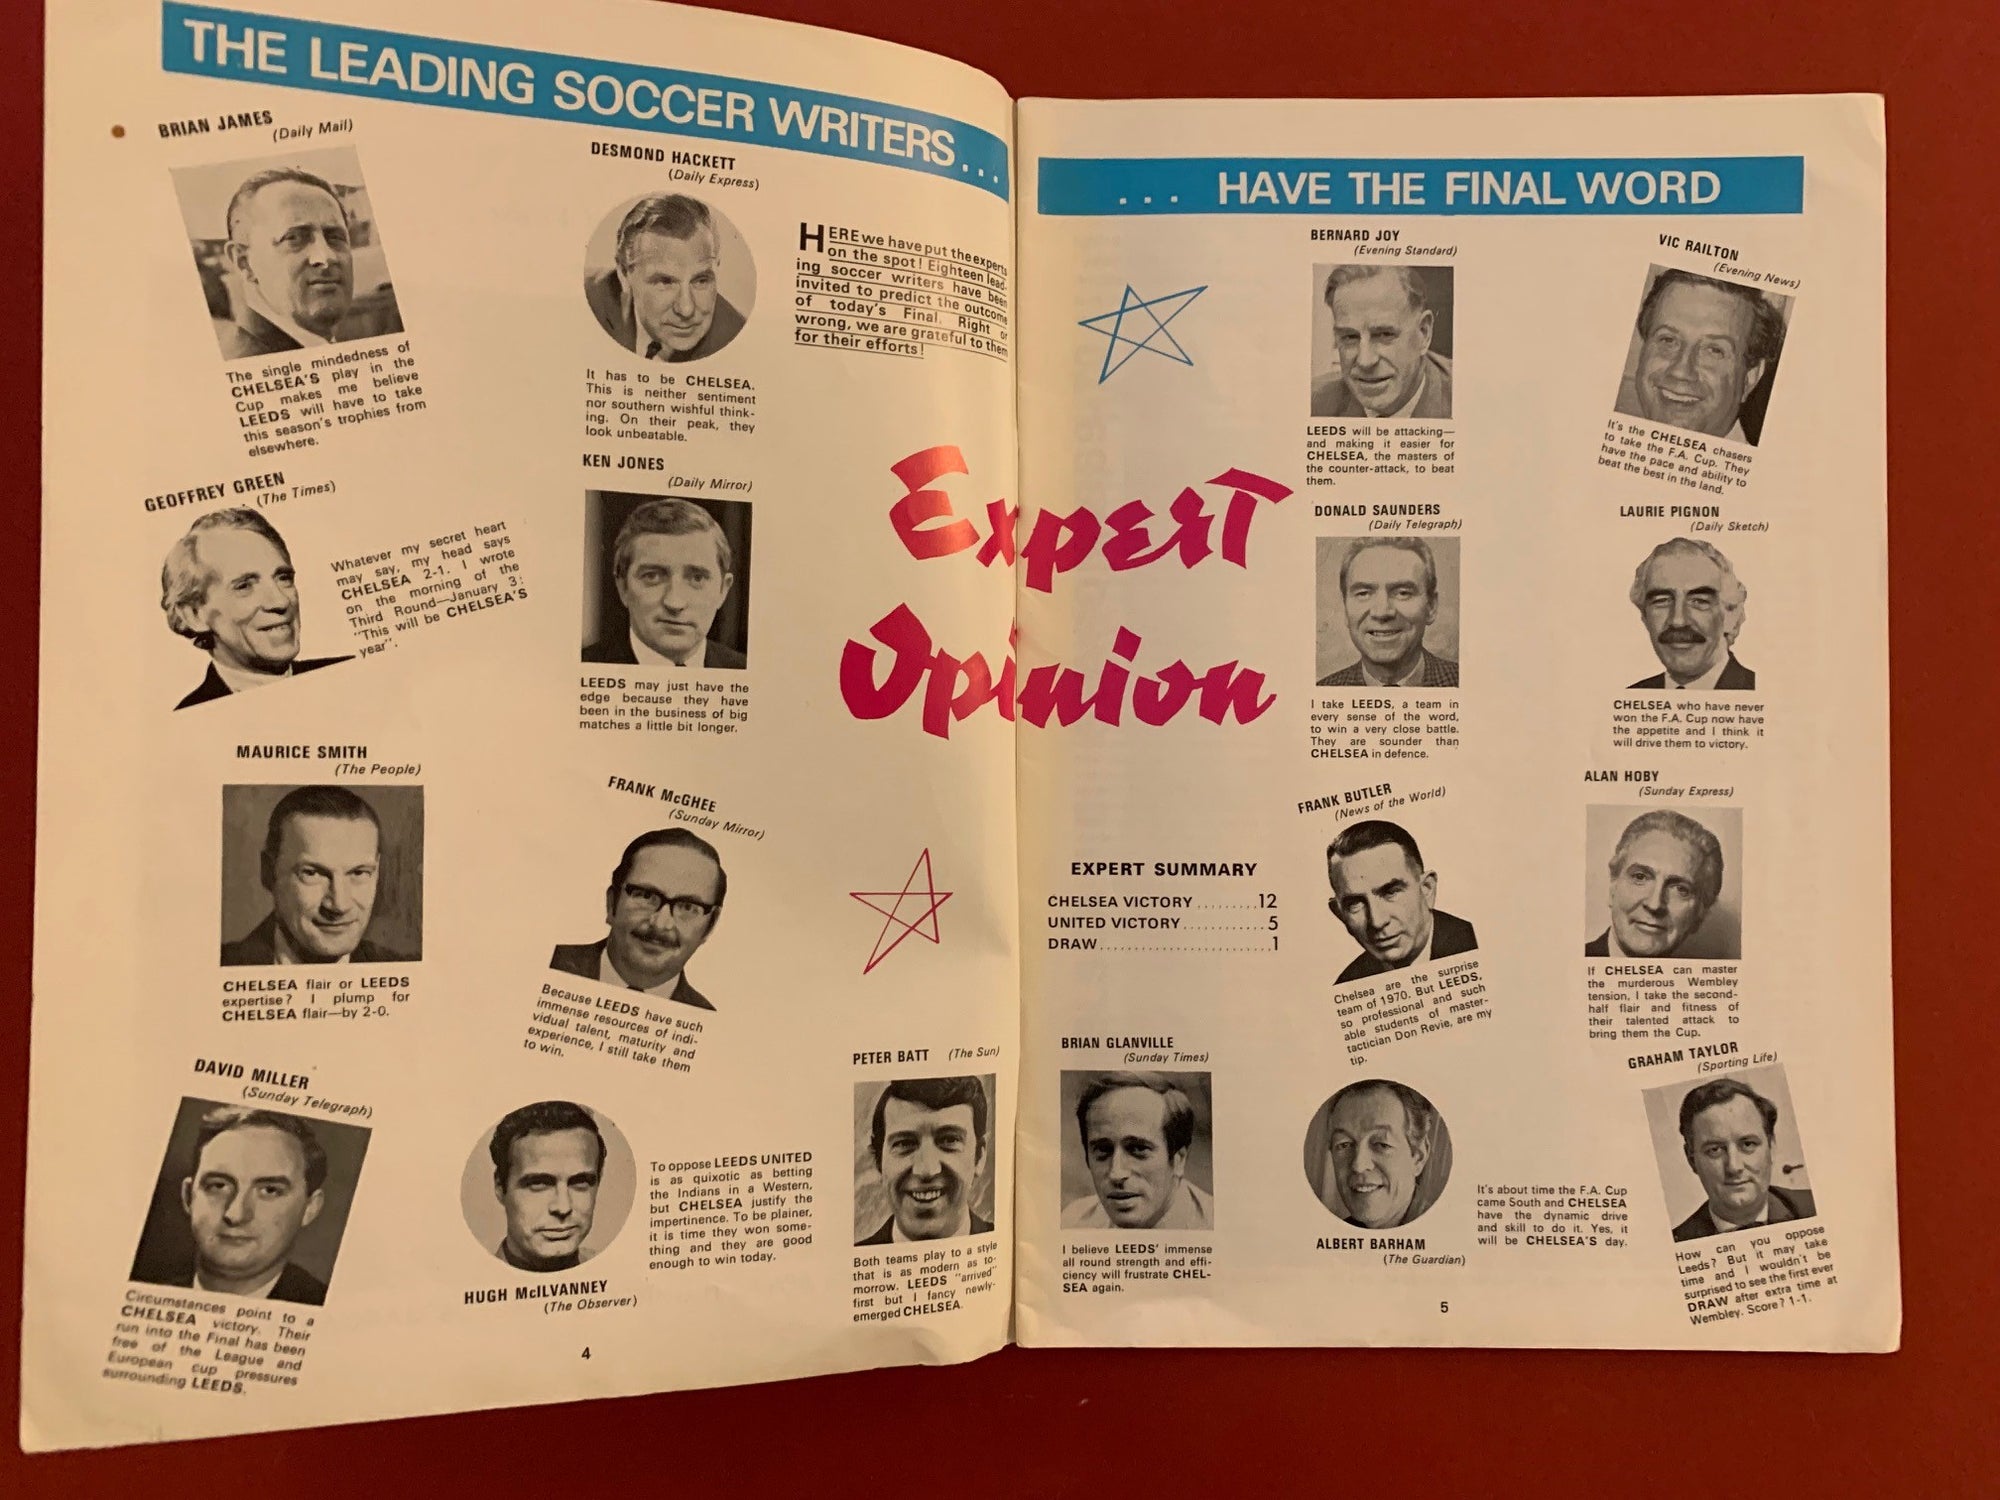 THE LEADING SOCCER WRITERS...
BRIAN JAMES
(Daily Mail)
The single mindedness of
CHELSEA'S play in the
Cup makes me believe
LEEDS will have to take
this season's trophies from
elsewhere.
DESMOND HACKETT
(Daily Express)
It has to be CHELSEA.
This is neither sentiment
nor southern wishful think-
ing. On their peak, they
look unbeatable.
HERE we have put the experts
on the spot! Eighteen lead-
ing soccer writers have been
invited to predict the outcome
of today's Final. Right or
wrong, we are grateful to them
for their efforts!
GEOFFREY GREEN
(The Times)
Whatever my secret heart
may say, my head says
CHELSEA 2-1. I wrote
on the morning of the
Third Round—January 3:
"This will be CHELSEA'S
year".
KEN JONES
(Daily Mirror)
LEEDS may just have the
edge because they have
been in the business of big
matches a little bit longer.
MAURICE SMITH
(The People)
CHELSEA flair or LEEDS
expertise? I plump for
CHELSEA flair—by 2-0.
FRANK McGHEE
(Sunday Mirror)
Because LEEDS have such
immense resources of indi-
vidual talent, maturity and
experience, I still take them
to win.
DAVID MILLER
(Sunday Telegraph)
Circumstances point to a
CHELSEA victory. Their
run into the Final has been
free of the League and
European cup pressures
surrounding LEEDS.
HUGH McILVANNEY
(The Observer)
To oppose LEEDS UNITED
is as quixotic as betting
the Indians in a Western,
but CHELSEA justify the
impertinence. To be plainer,
it is time they won some-
thing and they are good
enough to win today.
PETER BATT (The Sun)
Both teams play to a style
that is as modern as to-
morrow. LEEDS "arrived"
first but I fancy newly-
emerged CHELSEA.
4
Expert
Opinion
... HAVE THE FINAL WORD
BERNARD JOY
(Evening Standard)
LEEDS will be attacking—
and making it easier for
CHELSEA, the masters of
the counter-attack, to beat
them.
VIC RAILTON
(Evening News)
It's the CHELSEA chasers
to take the F.A. Cup. They
have the pace and ability to
beat the best in the land.
DONALD SAUNDERS
(Daily Telegraph)
I take LEEDS, a team in
every sense of the word,
to win a very close battle.
They are sounder than
CHELSEA in defence.
LAURIE PIGNON
(Daily Sketch)
CHELSEA who have never
won the F.A. Cup now have
the appetite and I think it
will drive them to victory.
EXPERT SUMMARY
CHELSEA VICTORY .........12
UNITED VICTORY............5
DRAW.........................1
FRANK BUTLER
(News of the World)
Chelsea are the surprise
team of 1970. But LEEDS,
so professional and such
able students of master-
tactician Don Revie, are my
tip.
ALAN HOBY
(Sunday Express)
If CHELSEA can master
the murderous Wembley
tension, I take the second-
half flair and fitness of
their talented attack to
bring them the Cup.
BRIAN GLANVILLE
(Sunday Times)
I believe LEEDS' immense
all round strength and effi-
ciency will frustrate CHEL-
SEA again.
ALBERT BARHAM
(The Guardian)
It's about time the F.A. Cup
came South and CHELSEA
have the dynamic drive
and skill to do it. Yes, it
will be CHELSEA'S day.
GRAHAM TAYLOR
(Sporting Life)
How can you oppose
Leeds? But it may take
time and I wouldn't be
surprised to see the first ever
DRAW after extra time at
Wembley. Score? 1-1.
5